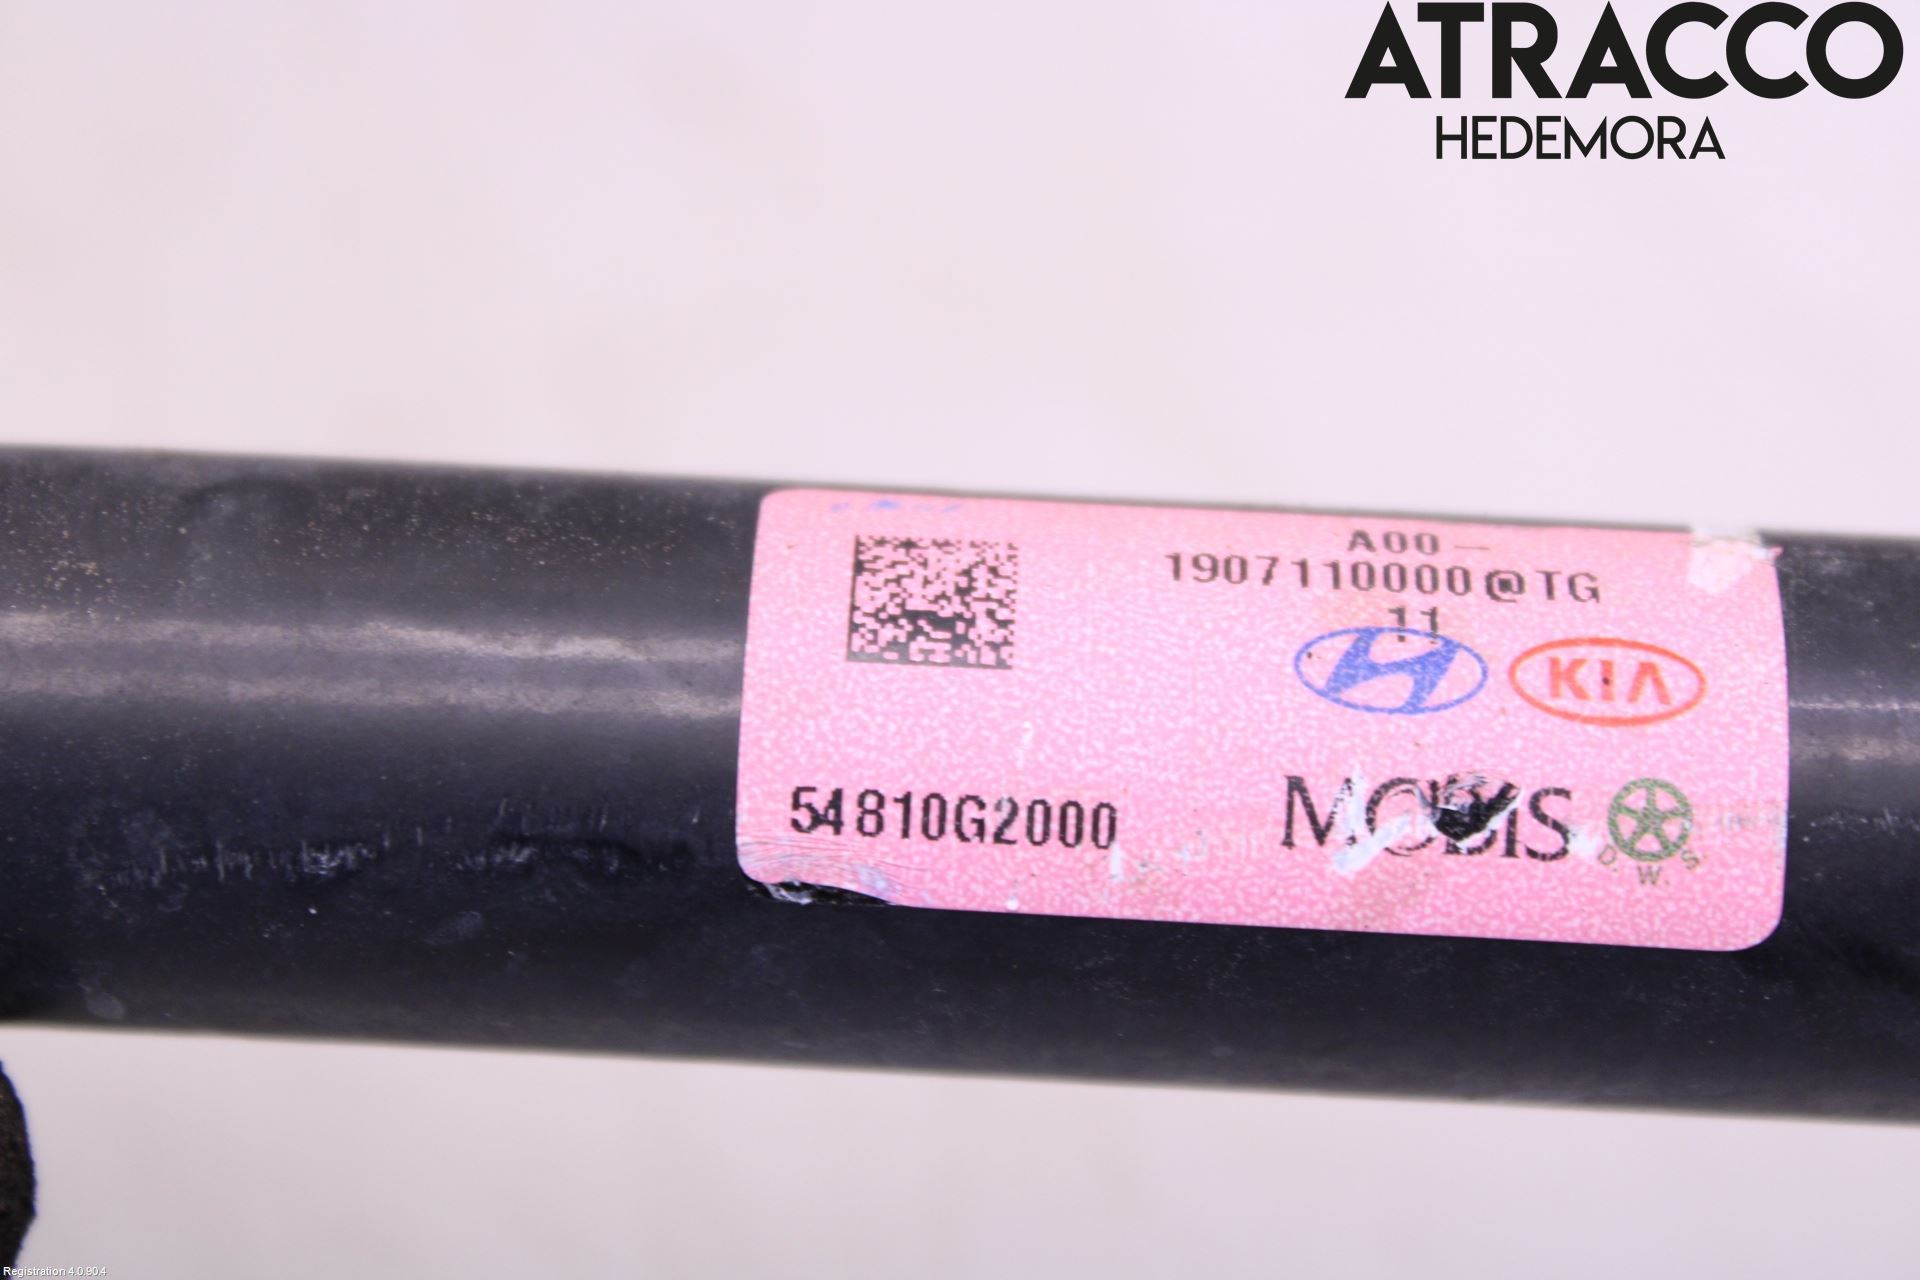 ATRACCO
HEDEMORA
A00-
1907110000@TG
11
KIA
54810G2000
MOBIS
D. W. S
Registration 4.0.90.4